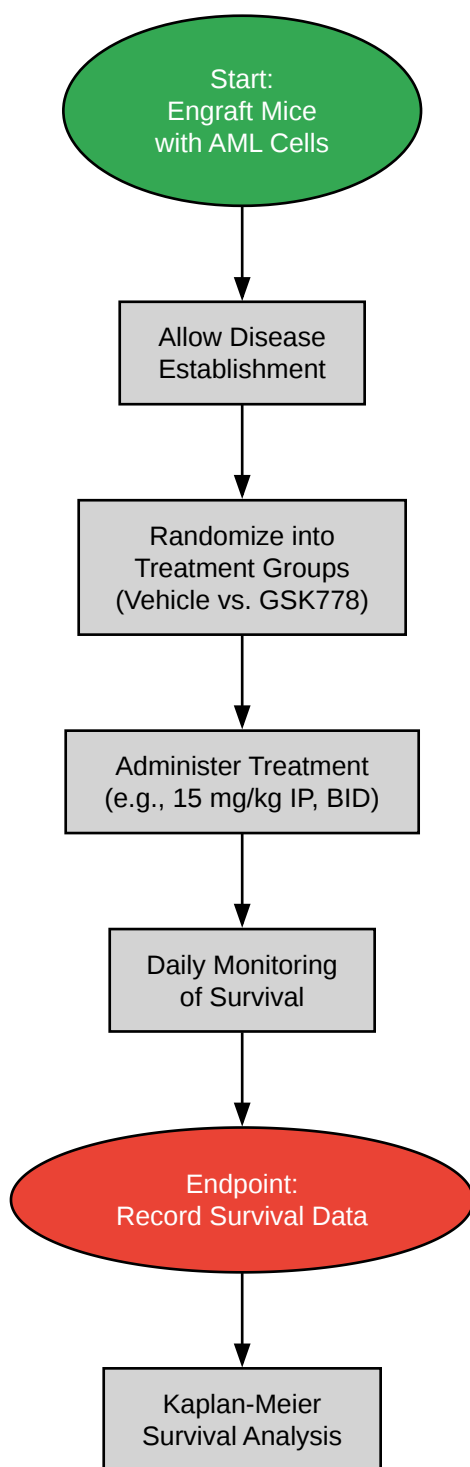 Start:
Engraft Mice
with AML Cells
Allow Disease
Establishment
Randomize into
Treatment Groups
(Vehicle vs. GSK778)
Administer Treatment
(e.g., 15 mg/kg IP, BID)
Daily Monitoring
of Survival
Endpoint:
Record Survival Data
Kaplan-Meier
Survival Analysis